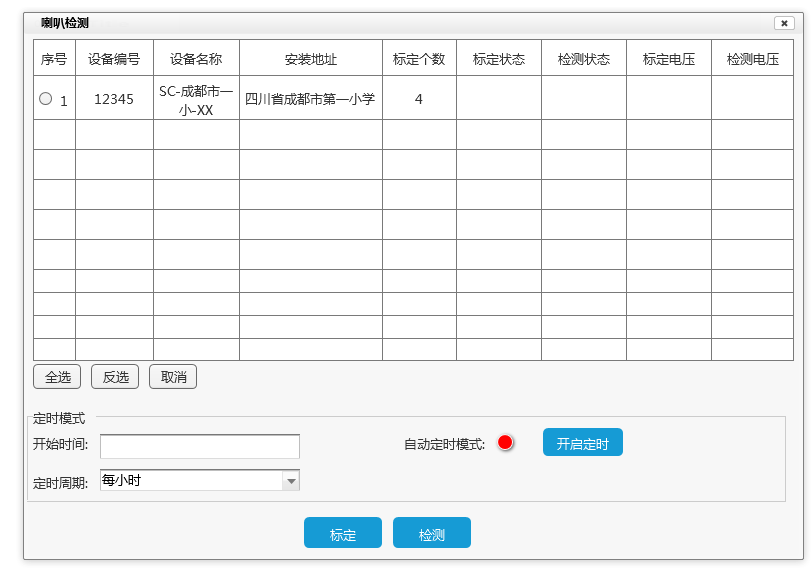 喇叭检测
序号 设备编号 设备名称 安装地址 标定个数 标定状态 检测状态 标定电压 检测电压
1 12345 SC-成都市一小-XX 四川省成都市第一小学 4
全选 反选 取消
定时模式
开始时间: 自动定时模式: 开启定时
定时周期: 每小时
标定 检测